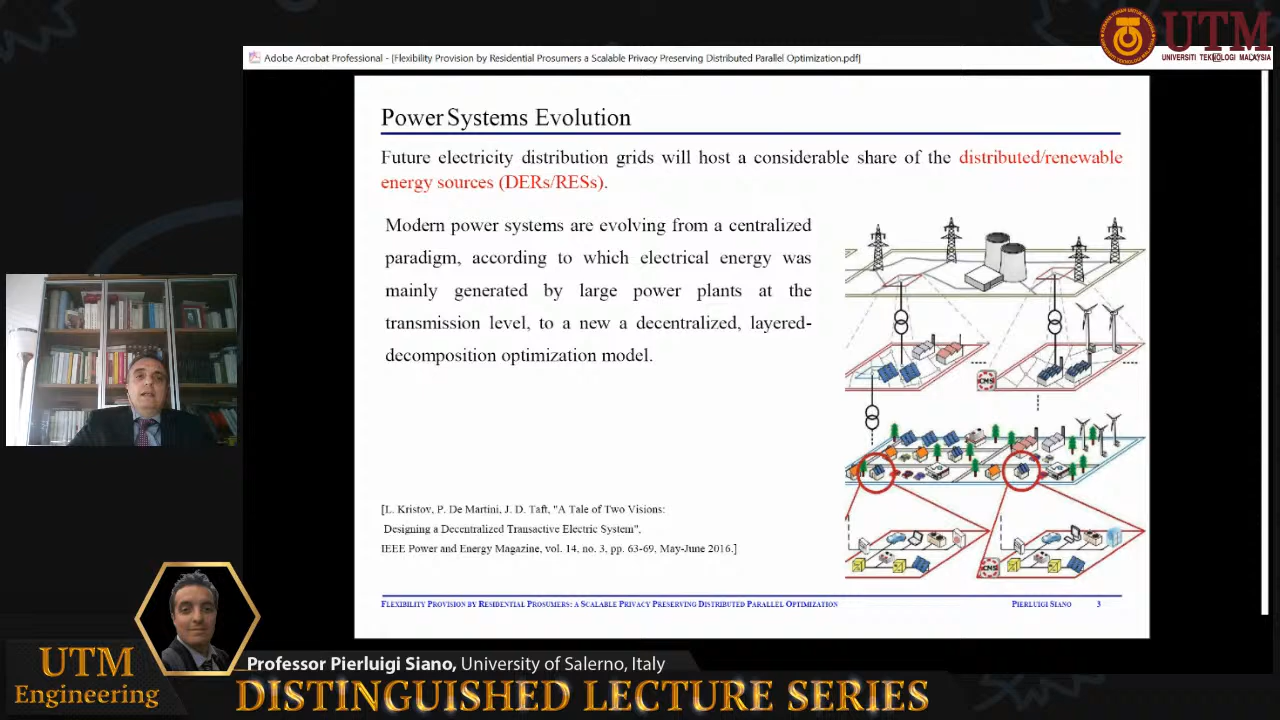 UTM
UNIVERSITI TEKNOLOGI MALAYSIA
Adobe Acrobat Professional - [Flexibility Provision by Residential Prosumers a Scalable Privacy Preserving Distributed Parallel Optimization.pdf]
Power Systems Evolution
Future electricity distribution grids will host a considerable share of the distributed/renewable
energy sources (DERs/RESs).
Modern power systems are evolving from a centralized
paradigm, according to which electrical energy was
mainly generated by large power plants at the
transmission level, to a new a decentralized, layered-
decomposition optimization model.
CMS
CMS
[L. Kristov, P. De Martini, J. D. Taft, "A Tale of Two Visions:
Designing a Decentralized Transactive Electric System",
IEEE Power and Energy Magazine, vol. 14, no. 3, pp. 63-69, May-June 2016.]
FLEXIBILITY PROVISION BY RESIDENTIAL PROSUMERS: A SCALABLE PRIVACY PRESERVING DISTRIBUTED PARALLEL OPTIMIZATION PIERLUIGI SIANO 3
UTM
Engineering
Professor Pierluigi Siano, University of Salerno, Italy
DISTINGUISHED LECTURE SERIES